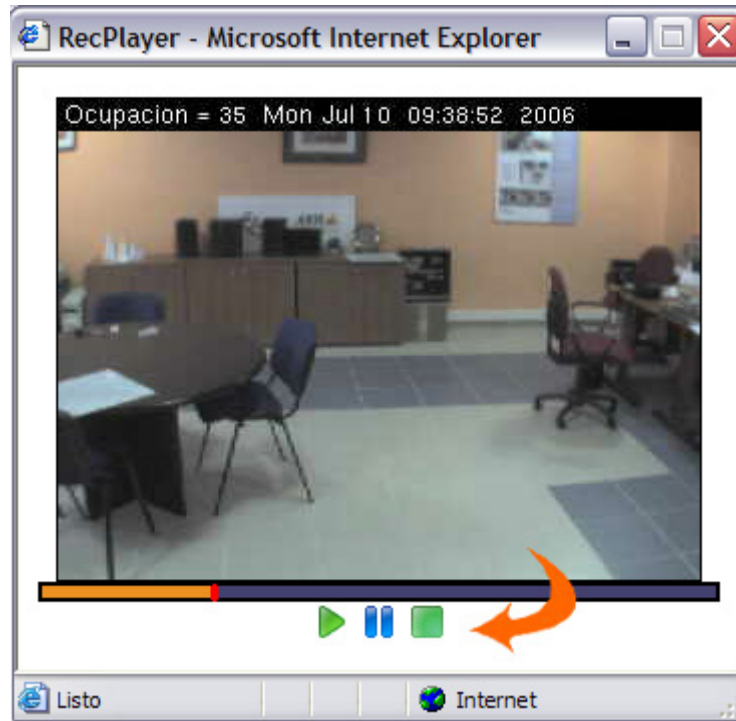 RecPlayer - Microsoft Internet Explorer
Ocupacion = 35 Mon Jul 10 09:38:52 2006
Listo
Internet